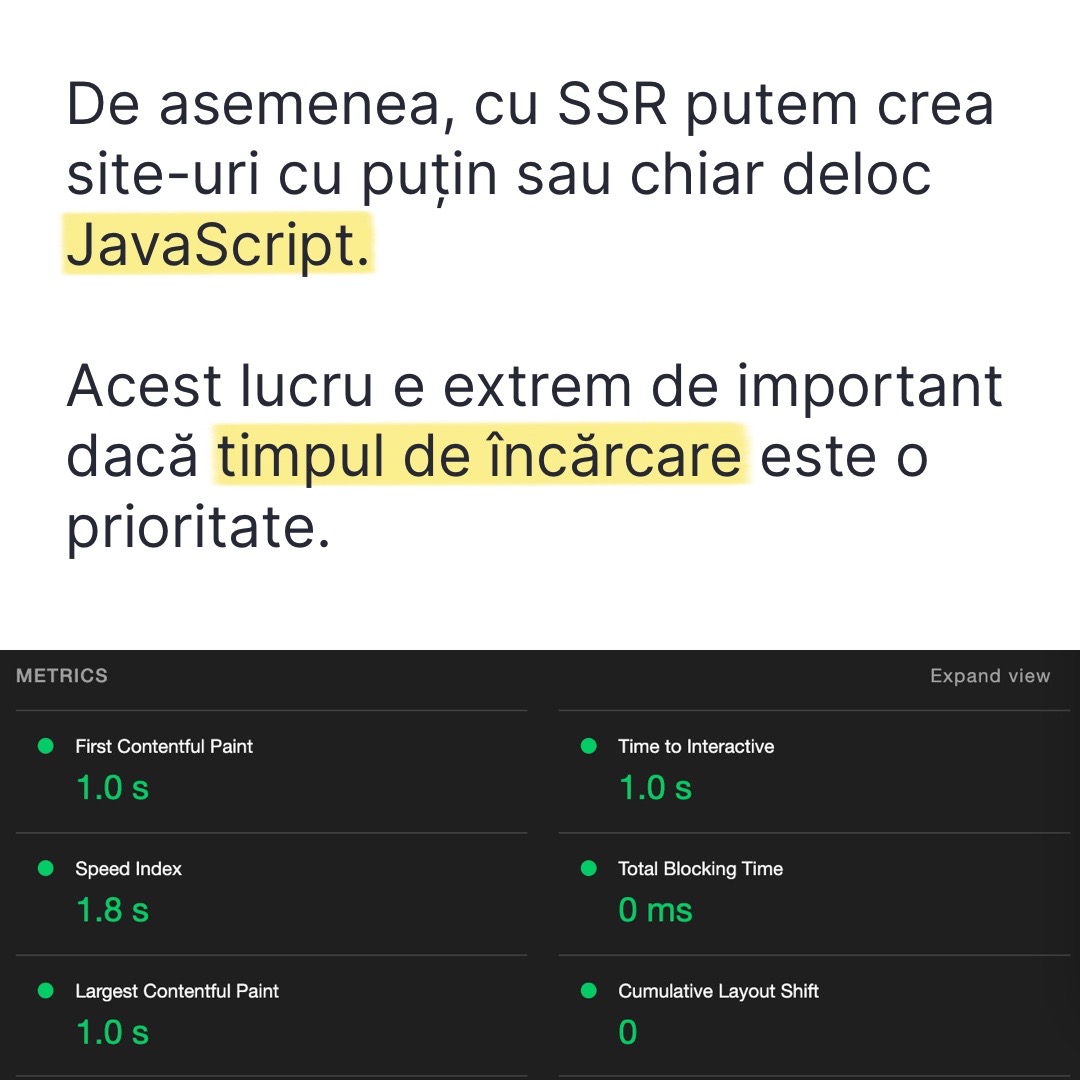 De asemenea, cu SSR putem crea
site-uri cu puțin sau chiar deloc
JavaScript.
Acest lucru e extrem de important
dacă timpul de încărcare este o
prioritate.
METRICS
Expand view
First Contentful Paint
1.0 s
Time to Interactive
1.0 s
Speed Index
1.8 s
Total Blocking Time
0 ms
Largest Contentful Paint
1.0 s
Cumulative Layout Shift
0